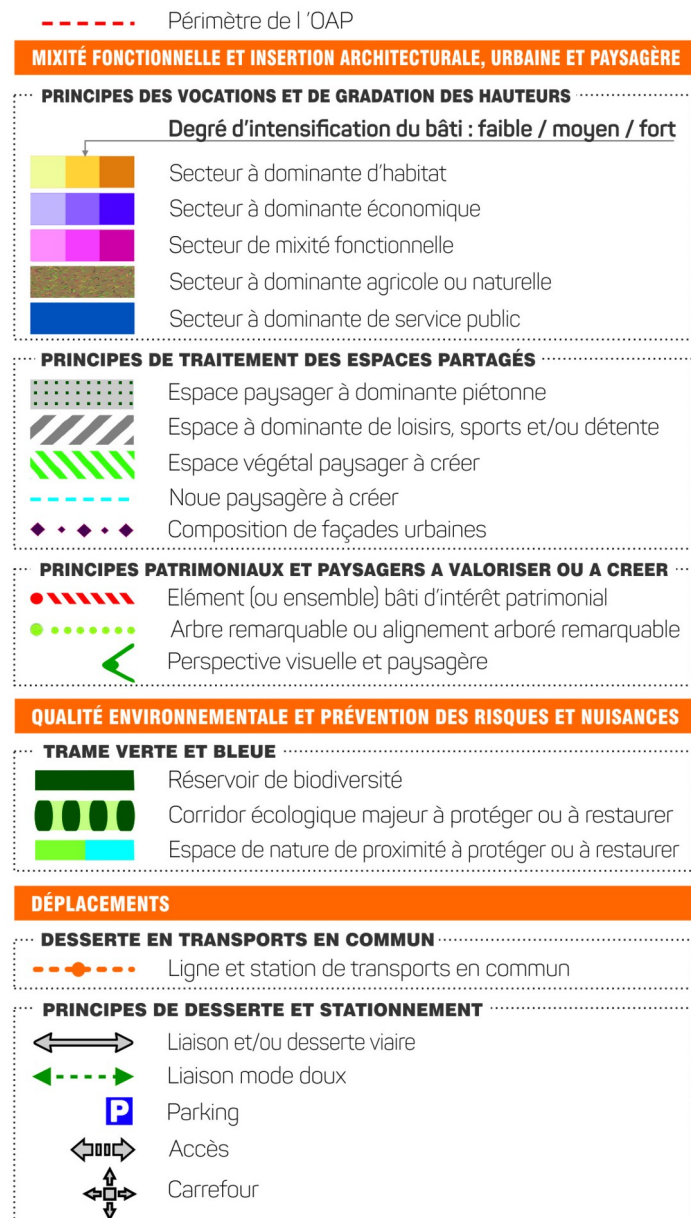 Périmètre de l 'OAP
MIXITÉ FONCTIONNELLE ET INSERTION ARCHITECTURALE, URBAINE ET PAYSAGÈRE
PRINCIPES DES VOCATIONS ET DE GRADATION DES HAUTEURS
Degré d'intensification du bâti : faible / moyen / fort
Secteur à dominante d'habitat
Secteur à dominante économique
Secteur de mixité fonctionnelle
Secteur à dominante agricole ou naturelle
Secteur à dominante de service public
PRINCIPES DE TRAITEMENT DES ESPACES PARTAGÉS
Espace paysager à dominante piétonne
Espace à dominante de loisirs, sports et/ou détente
Espace végétal paysager à créer
Noue paysagère à créer
Composition de façades urbaines
PRINCIPES PATRIMONIAUX ET PAYSAGERS A VALORISER OU A CREER
Elément (ou ensemble) bâti d'intérêt patrimonial
Arbre remarquable ou alignement arboré remarquable
Perspective visuelle et paysagère
QUALITÉ ENVIRONNEMENTALE ET PRÉVENTION DES RISQUES ET NUISANCES
TRAME VERTE ET BLEUE
Réservoir de biodiversité
Corridor écologique majeur à protéger ou à restaurer
Espace de nature de proximité à protéger ou à restaurer
DÉPLACEMENTS
DESSERTE EN TRANSPORTS EN COMMUN
Ligne et station de transports en commun
PRINCIPES DE DESSERTE ET STATIONNEMENT
Liaison et/ou desserte viaire
Liaison mode doux
P Parking
Accès
Carrefour